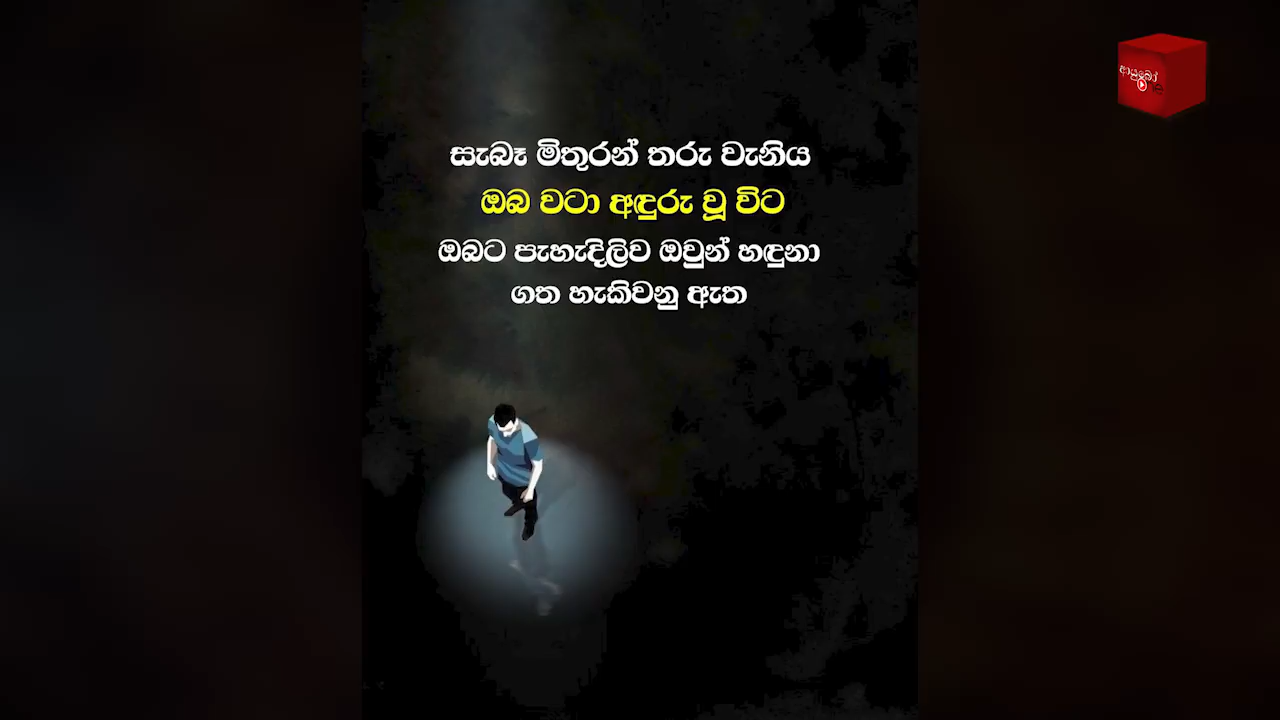 සැබෑ මිතුරන් තරු වැනිය
ඔබ වටා අඳුරු වූ විට
ඔබට පැහැදිලිව ඔවුන් හඳුනා
ගත හැකිවනු ඇත